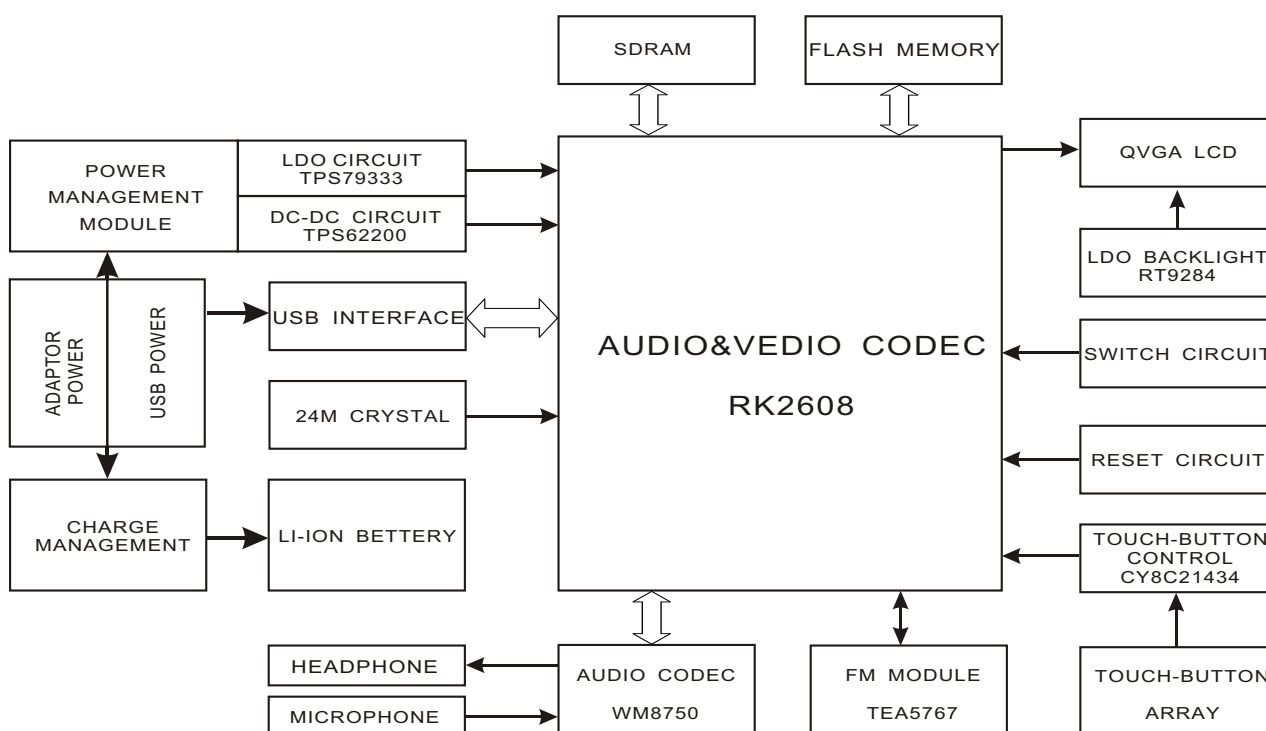 SDRAM
FLASH MEMORY
POWER
MANAGEMENT
MODULE
LDO CIRCUIT
TPS79333
DC-DC CIRCUIT
TPS62200
QVGA LCD
LDO BACKLIGHT
RT9284
ADAPTOR
POWER
USB POWER
USB INTERFACE
24M CRYSTAL
AUDIO&VEDIO CODEC
RK2608
SWITCH CIRCUIT
RESET CIRCUIT
CHARGE
MANAGEMENT
LI-ION BETTERY
TOUCH-BUTTON
CONTROL
CY8C21434
HEADPHONE
MICROPHONE
AUDIO CODEC
WM8750
FM MODULE
TEA5767
TOUCH-BUTTON
ARRAY